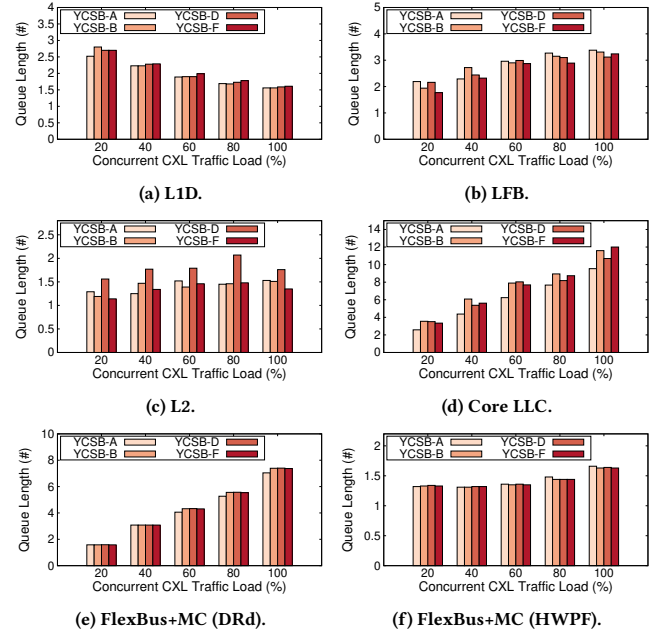 YCSB-A YCSB-D
YCSB-B YCSB-F
Queue Length (#)
4
3.5
3
2.5
2
1.5
1
0.5
0
20 40 60 80 100
Concurrent CXL Traffic Load (%)
(a) L1D.
YCSB-A YCSB-D
YCSB-B YCSB-F
Queue Length (#)
5
4
3
2
1
0
20 40 60 80 100
Concurrent CXL Traffic Load (%)
(b) LFB.
YCSB-A YCSB-D
YCSB-B YCSB-F
Queue Length (#)
2.5
2
1.5
1
0.5
0
20 40 60 80 100
Concurrent CXL Traffic Load (%)
(c) L2.
YCSB-A YCSB-D
YCSB-B YCSB-F
Queue Length (#)
14
12
10
8
6
4
2
0
20 40 60 80 100
Concurrent CXL Traffic Load (%)
(d) Core LLC.
YCSB-A YCSB-D
YCSB-B YCSB-F
Queue Length (#)
10
8
6
4
2
0
20 40 60 80 100
Concurrent CXL Traffic Load (%)
(e) FlexBus+MC (DRd).
YCSB-A YCSB-D
YCSB-B YCSB-F
Queue Length (#)
2
1.5
1
0.5
0
20 40 60 80 100
Concurrent CXL Traffic Load (%)
(f) FlexBus+MC (HWPF).